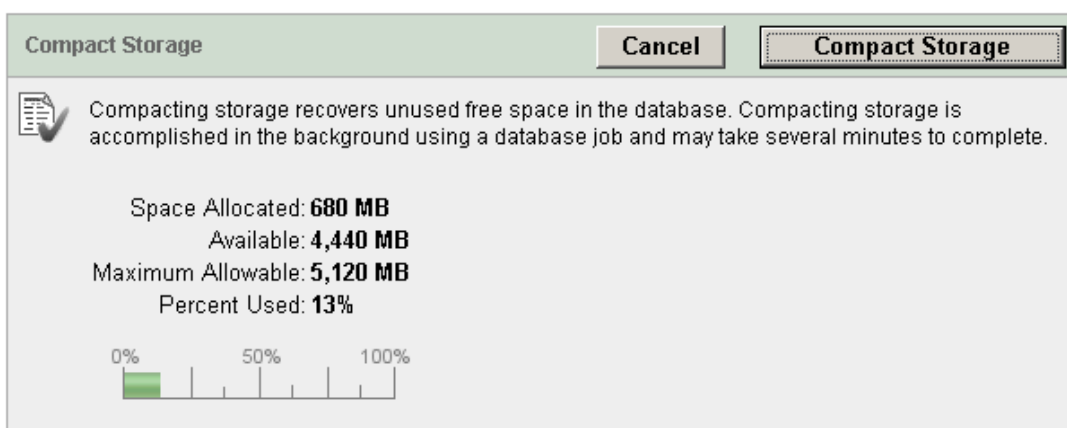 Compact Storage
Cancel
Compact Storage
Compacting storage recovers unused free space in the database. Compacting storage is
accomplished in the background using a database job and may take several minutes to complete.
Space Allocated: 680 MB
Available: 4,440 MB
Maximum Allowable: 5,120 MB
Percent Used: 13%
0% 50% 100%